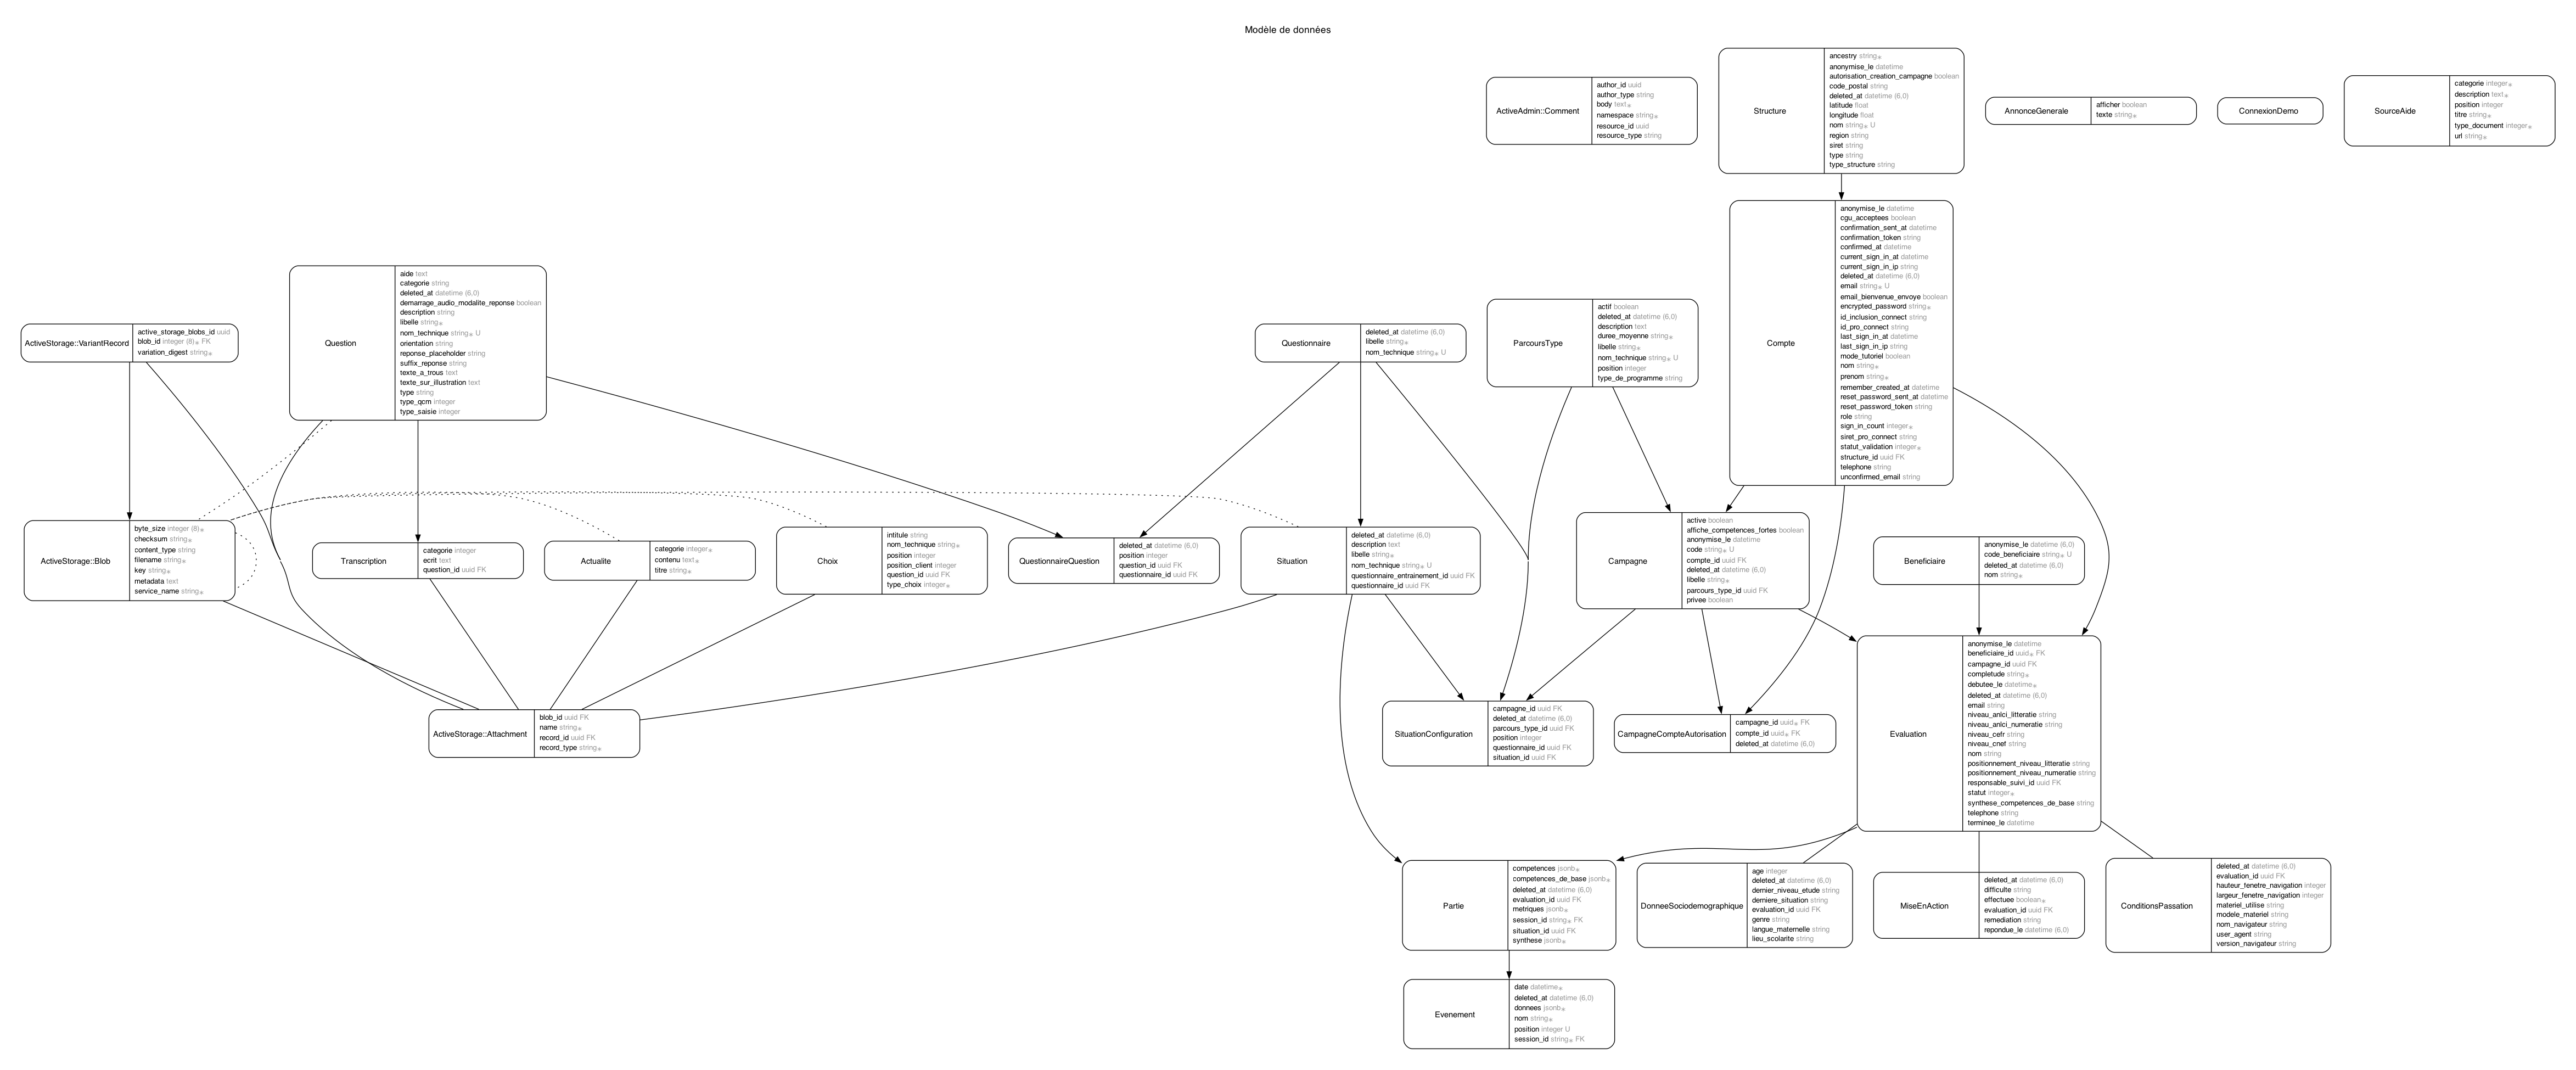 Modèle de données
ActiveAdmin::Comment
author_id uuid
author_type string
body text∗
namespace string∗
resource_id uuid
resource_type string
Structure
ancestry string∗
anonymise_le datetime
autorisation_creation_campagne boolean
code_postal string
deleted_at datetime (6,0)
latitude float
longitude float
nom string∗ U
region string
siret string
type string
type_structure string
AnnonceGenerale
afficher boolean
texte string∗
ConnexionDemo
SourceAide
categorie integer∗
description text∗
position integer
titre string∗
type_document integer∗
url string∗
Compte
anonymise_le datetime
cgu_acceptees boolean
confirmation_sent_at datetime
confirmation_token string
confirmed_at datetime
current_sign_in_at datetime
current_sign_in_ip string
deleted_at datetime (6,0)
email string∗ U
email_bienvenue_envoye boolean
encrypted_password string∗
id_inclusion_connect string
id_pro_connect string
last_sign_in_at datetime
last_sign_in_ip string
mode_tutoriel boolean
nom string∗
prenom string∗
remember_created_at datetime
reset_password_sent_at datetime
reset_password_token string
role string
sign_in_count integer∗
siret_pro_connect string
statut_validation integer∗
structure_id uuid FK
telephone string
unconfirmed_email string
ActiveStorage::VariantRecord
active_storage_blobs_id uuid
blob_id integer (8)∗ FK
variation_digest string∗
Question
aide text
categorie string
deleted_at datetime (6,0)
demarrage_audio_modalite_reponse boolean
description string
libelle string∗
nom_technique string∗ U
orientation string
reponse_placeholder string
suffix_reponse string
texte_a_trous text
texte_sur_illustration text
type string
type_qcm integer
type_saisie integer
Questionnaire
deleted_at datetime (6,0)
libelle string∗
nom_technique string∗ U
ParcoursType
actif boolean
deleted_at datetime (6,0)
description text
duree_moyenne string∗
libelle string∗
nom_technique string∗ U
position integer
type_de_programme string
ActiveStorage::Blob
byte_size integer (8)∗
checksum string∗
content_type string
filename string∗
key string∗
metadata text
service_name string∗
Transcription
categorie integer
ecrit text
question_id uuid FK
Actualite
categorie integer∗
contenu text∗
titre string∗
Choix
intitule string
nom_technique string∗
position integer
position_client integer
question_id uuid FK
type_choix integer∗
QuestionnaireQuestion
deleted_at datetime (6,0)
position integer
question_id uuid FK
questionnaire_id uuid FK
Situation
deleted_at datetime (6,0)
description text
libelle string∗
nom_technique string∗ U
questionnaire_entrainement_id uuid FK
questionnaire_id uuid FK
Campagne
active boolean
affiche_competences_fortes boolean
anonymise_le datetime
code string∗ U
compte_id uuid FK
deleted_at datetime (6,0)
libelle string∗
parcours_type_id uuid FK
privee boolean
Beneficiaire
anonymise_le datetime (6,0)
code_beneficiaire string∗ U
deleted_at datetime (6,0)
nom string∗
ActiveStorage::Attachment
blob_id uuid FK
name string∗
record_id uuid FK
record_type string∗
SituationConfiguration
campagne_id uuid FK
deleted_at datetime (6,0)
parcours_type_id uuid FK
position integer
questionnaire_id uuid FK
situation_id uuid FK
CampagneCompteAutorisation
campagne_id uuid∗ FK
compte_id uuid∗ FK
deleted_at datetime (6,0)
Evaluation
anonymise_le datetime
beneficiaire_id uuid∗ FK
campagne_id uuid FK
completude string∗
debutee_le datetime∗
deleted_at datetime (6,0)
email string
niveau_anlci_litteratie string
niveau_anlci_numeratie string
niveau_cefr string
niveau_cnef string
nom string
positionnement_niveau_litteratie string
positionnement_niveau_numeratie string
responsable_suivi_id uuid FK
statut integer∗
synthese_competences_de_base string
telephone string
terminee_le datetime
Partie
competences jsonb∗
competences_de_base jsonb∗
deleted_at datetime (6,0)
evaluation_id uuid FK
metriques jsonb∗
session_id string∗ FK
situation_id uuid FK
synthese jsonb∗
DonneeSociodemographique
age integer
deleted_at datetime (6,0)
dernier_niveau_etude string
derniere_situation string
evaluation_id uuid FK
genre string
langue_maternelle string
lieu_scolarite string
MiseEnAction
deleted_at datetime (6,0)
difficulte string
effectuee boolean∗
evaluation_id uuid FK
remediation string
repondue_le datetime (6,0)
ConditionsPassation
deleted_at datetime (6,0)
evaluation_id uuid FK
hauteur_fenetre_navigation integer
largeur_fenetre_navigation integer
materiel_utilise string
modele_materiel string
nom_navigateur string
user_agent string
version_navigateur string
Evenement
date datetime∗
deleted_at datetime (6,0)
donnees jsonb∗
nom string∗
position integer U
session_id string∗ FK